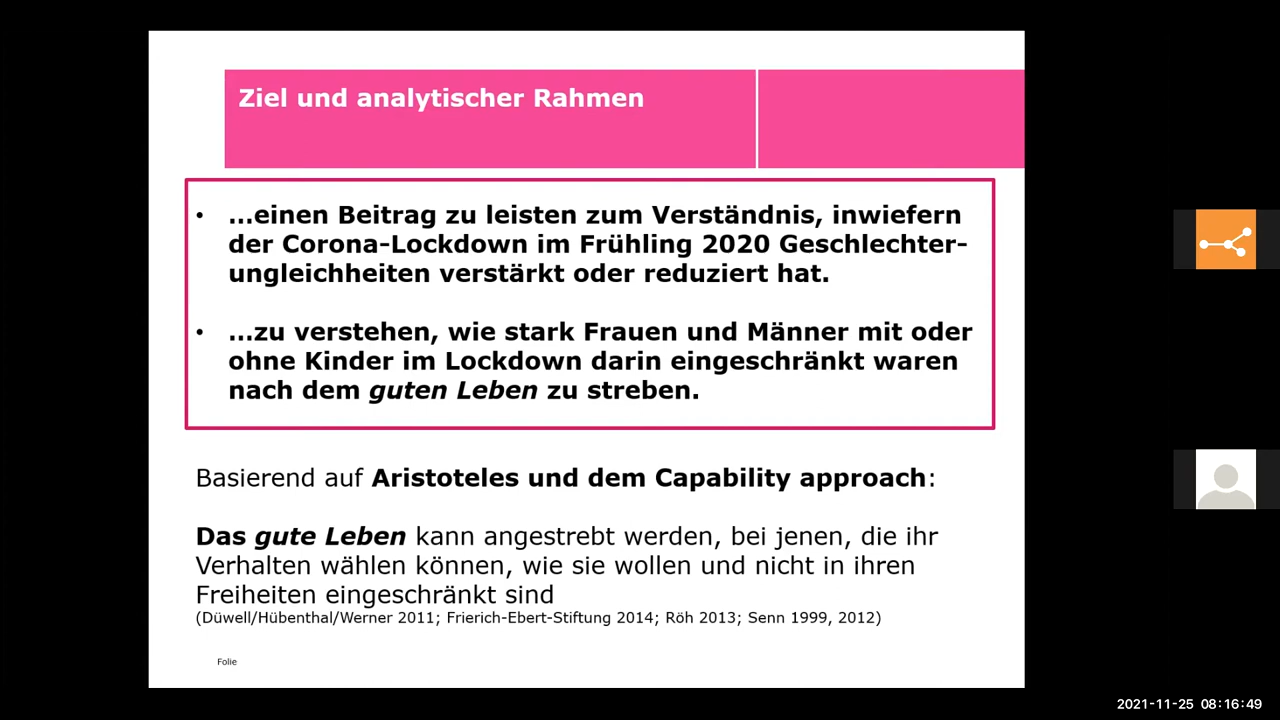 Ziel und analytischer Rahmen
• ...einen Beitrag zu leisten zum Verständnis, inwiefern
der Corona-Lockdown im Frühling 2020 Geschlechter-
ungleichheiten verstärkt oder reduziert hat.
• ...zu verstehen, wie stark Frauen und Männer mit oder
ohne Kinder im Lockdown darin eingeschränkt waren
nach dem guten Leben zu streben.
Basierend auf Aristoteles und dem Capability approach:
Das gute Leben kann angestrebt werden, bei jenen, die ihr
Verhalten wählen können, wie sie wollen und nicht in ihren
Freiheiten eingeschränkt sind
(Düwell/Hübenthal/Werner 2011; Frierich-Ebert-Stiftung 2014; Röh 2013; Senn 1999, 2012)
Folie
2021-11-25 08:16:49